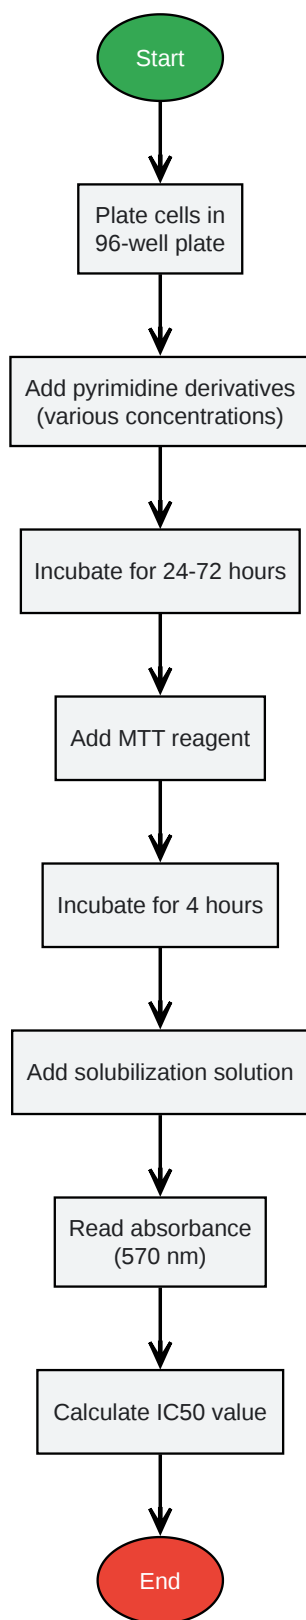 Start
Plate cells in
96-well plate
Add pyrimidine derivatives
(various concentrations)
Incubate for 24-72 hours
Add MTT reagent
Incubate for 4 hours
Add solubilization solution
Read absorbance
(570 nm)
Calculate IC50 value
End